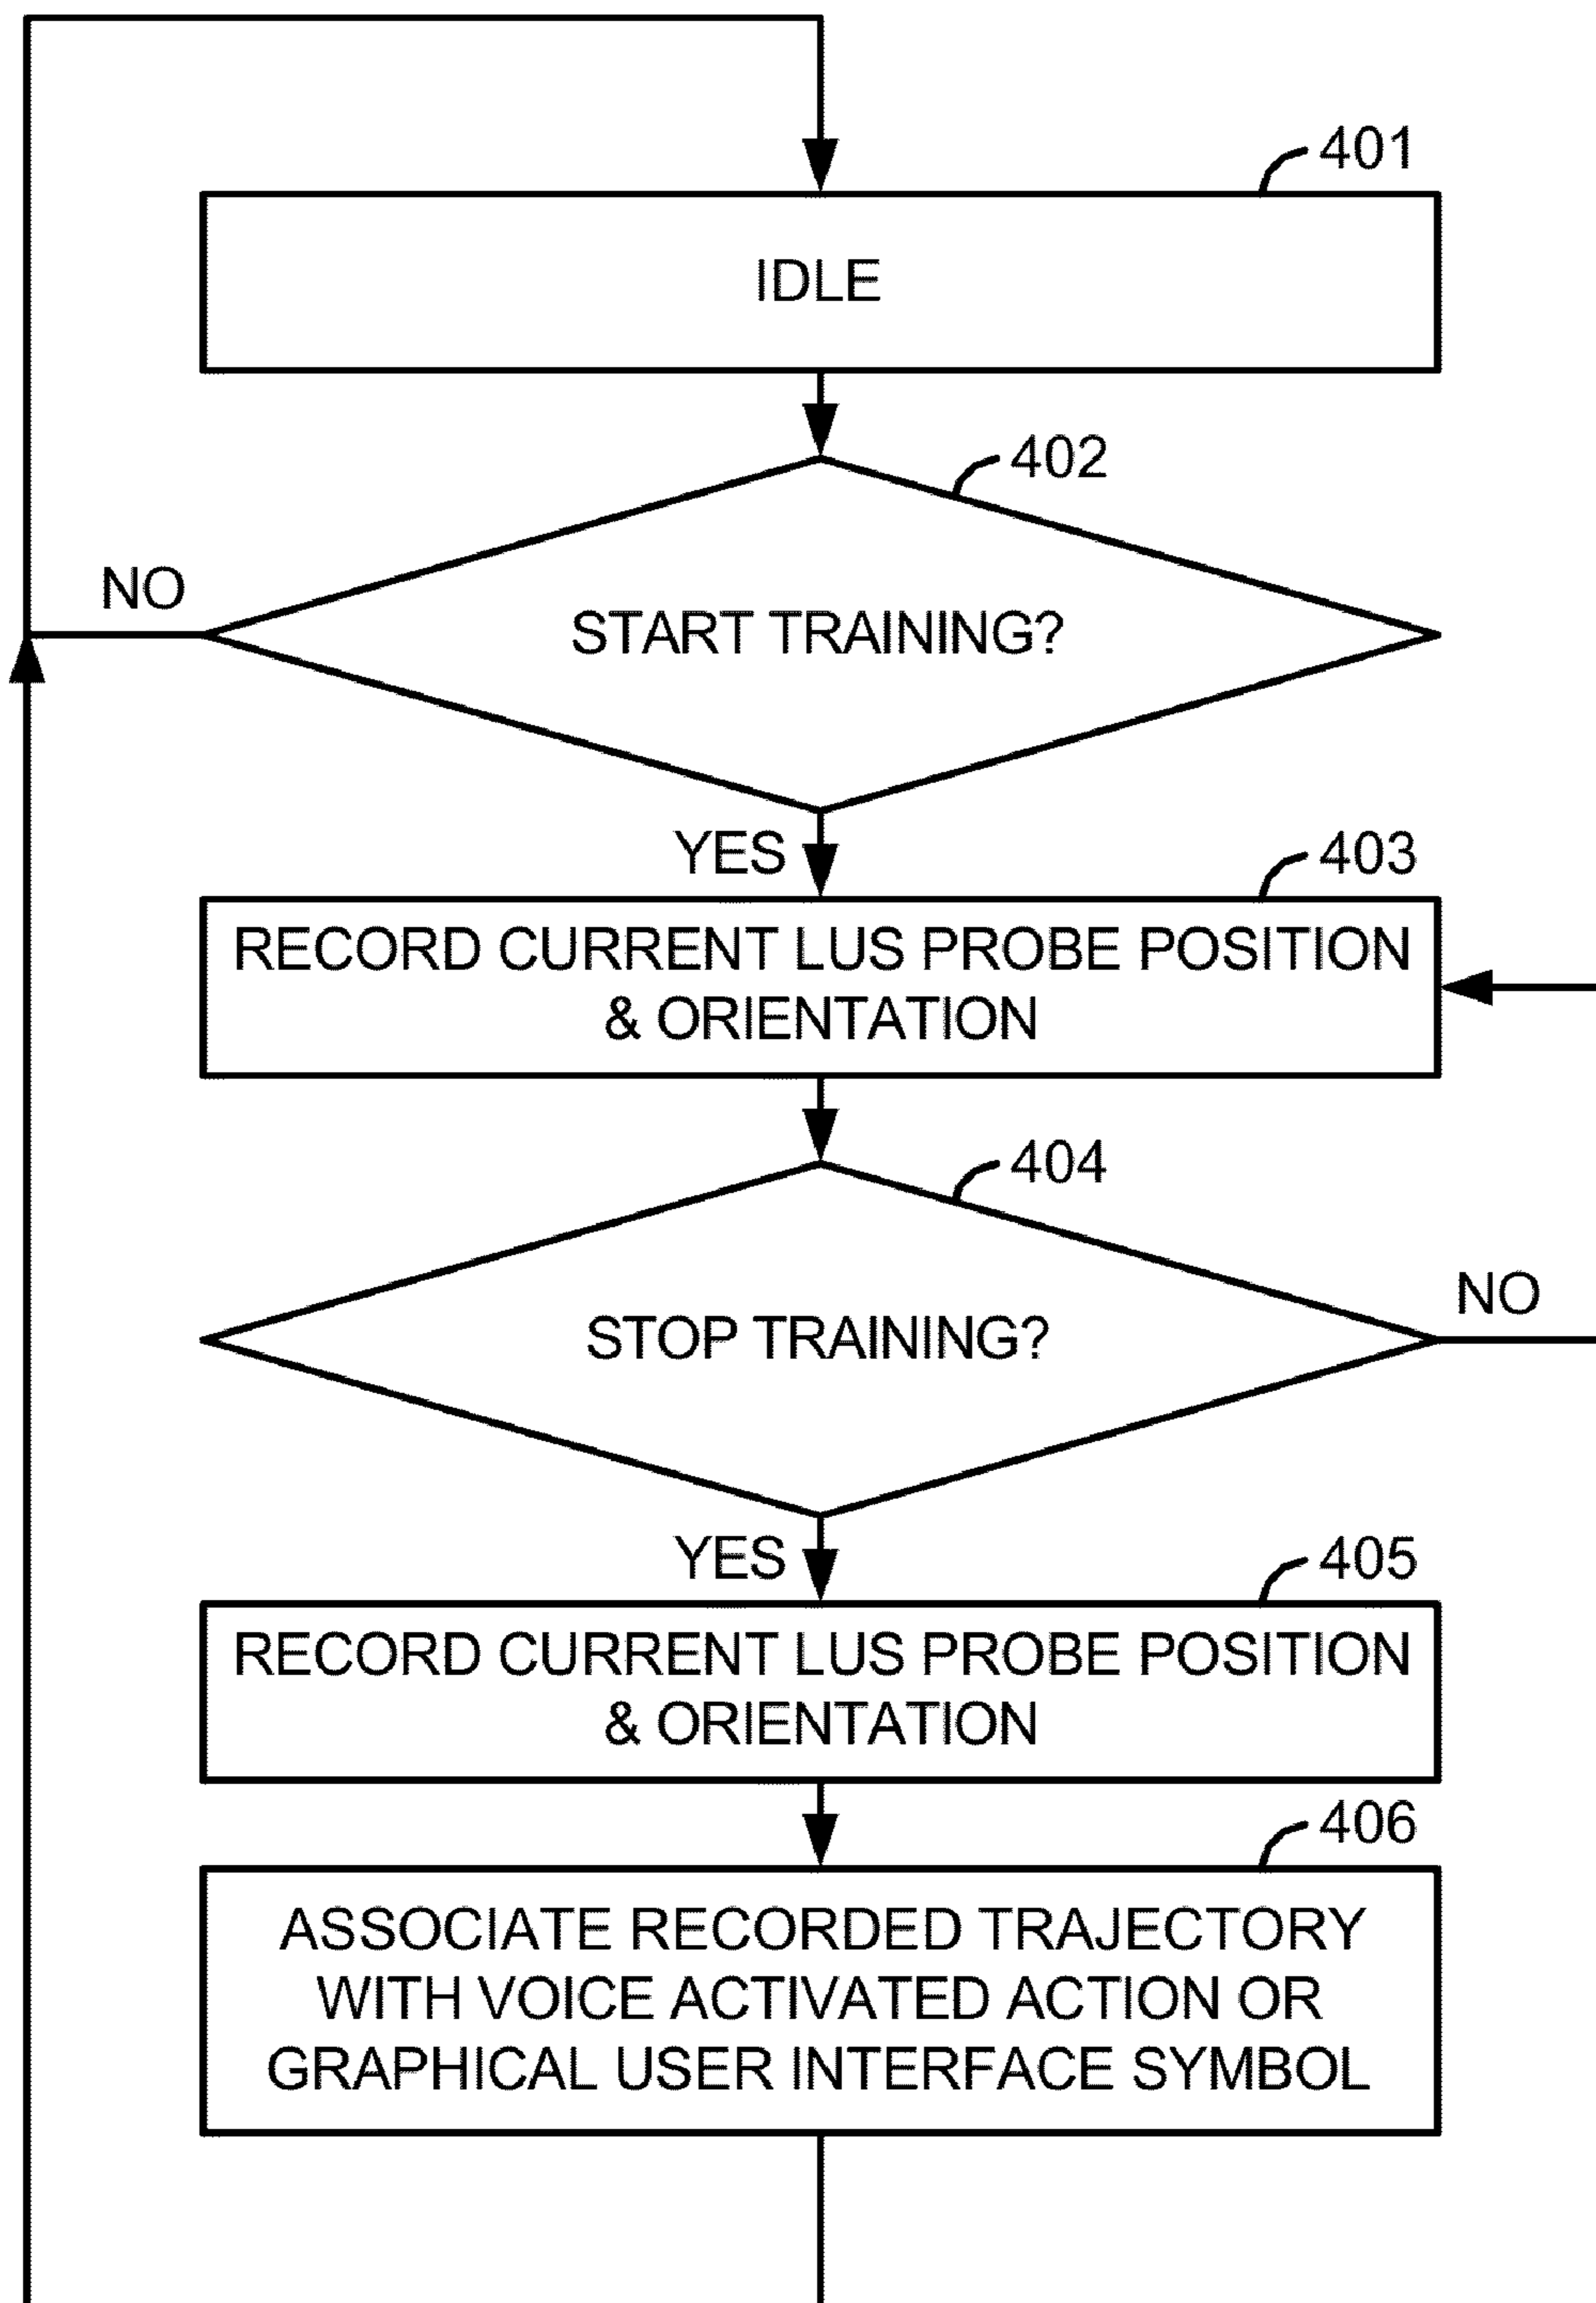 401
IDLE
402
NO
START TRAINING?
YES
403
RECORD CURRENT LUS PROBE POSITION
& ORIENTATION
404
NO
STOP TRAINING?
YES
405
RECORD CURRENT LUS PROBE POSITION
& ORIENTATION
406
ASSOCIATE RECORDED TRAJECTORY
WITH VOICE ACTIVATED ACTION OR
GRAPHICAL USER INTERFACE SYMBOL